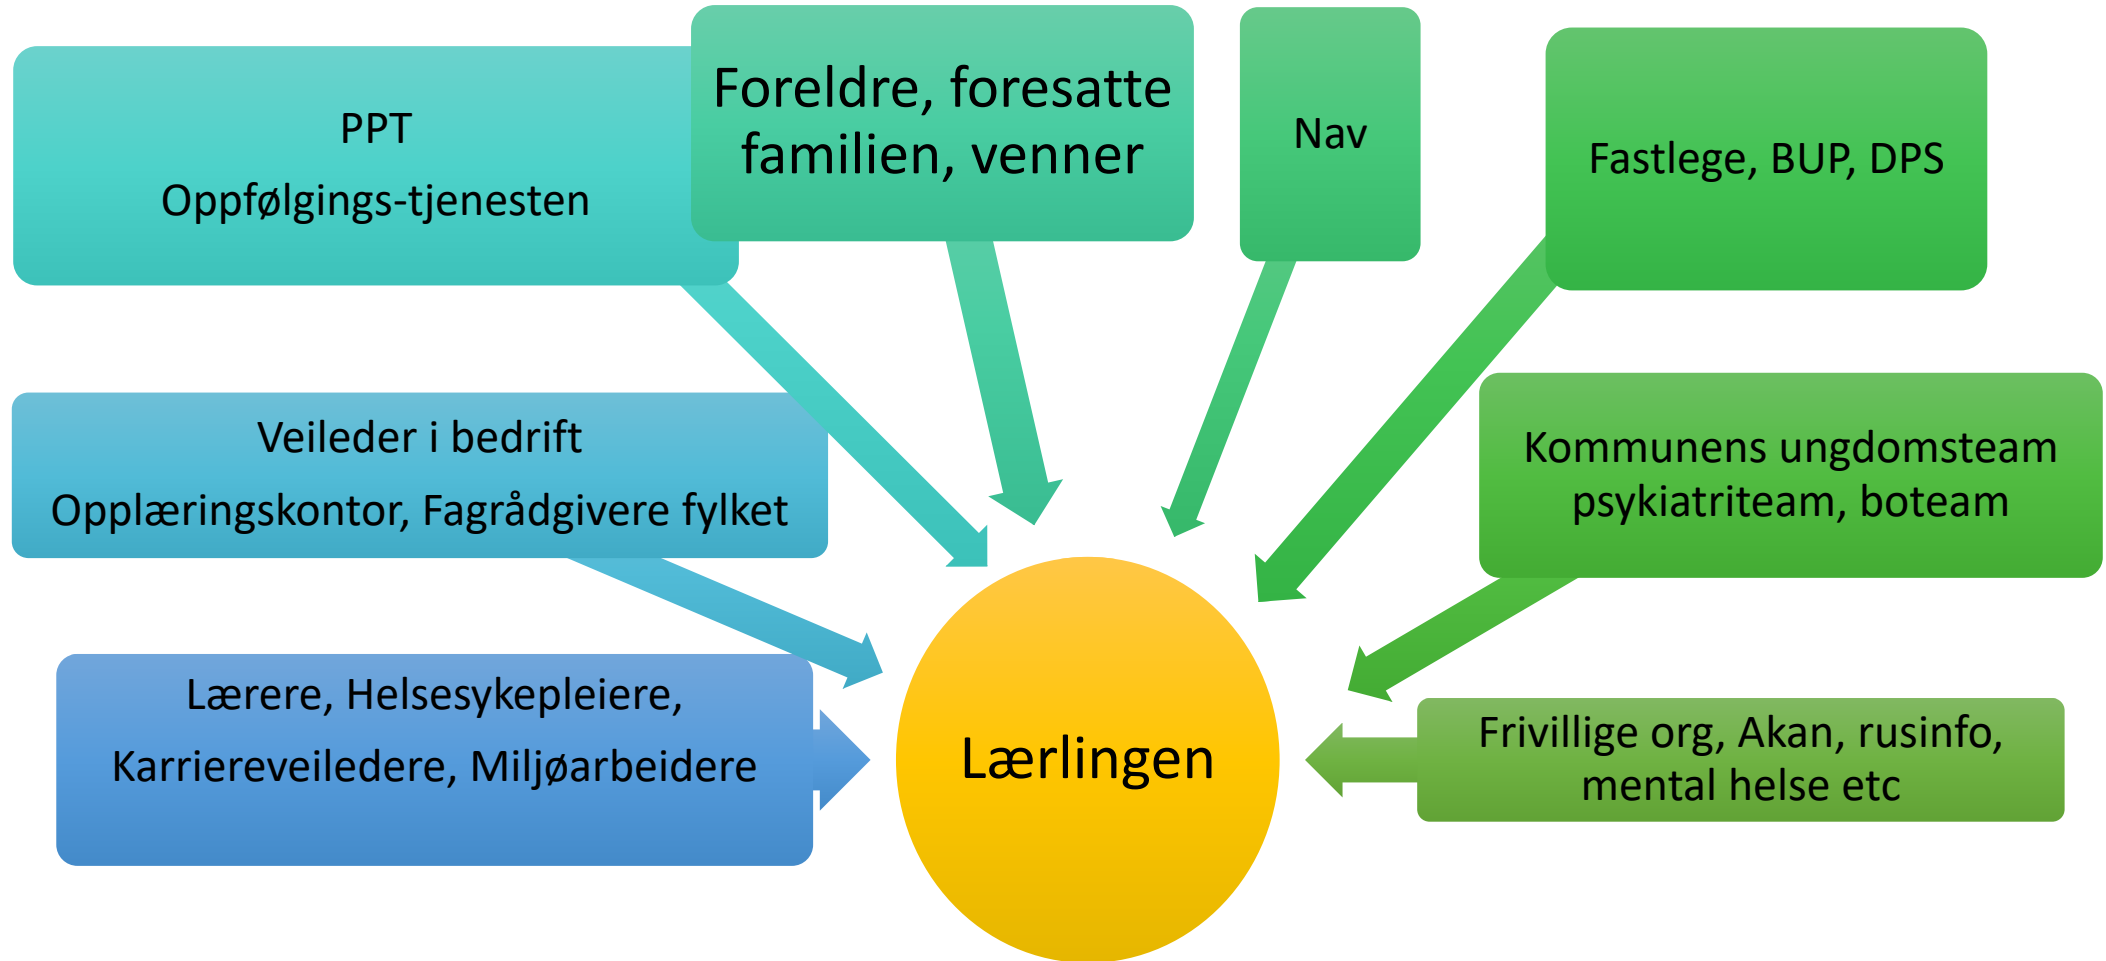 PPT
Oppfølgings-tjenesten
Foreldre, foresatte
familien, venner
Nav
Fastlege, BUP, DPS
Veileder i bedrift
Opplæringskontor, Fagrådgivere fylket
Kommunens ungdomsteam
psykiatriteam, boteam
Lærere, Helsesykepleiere,
Karriereveiledere, Miljøarbeidere
Lærlingen
Frivillige org, Akan, rusinfo,
mental helse etc